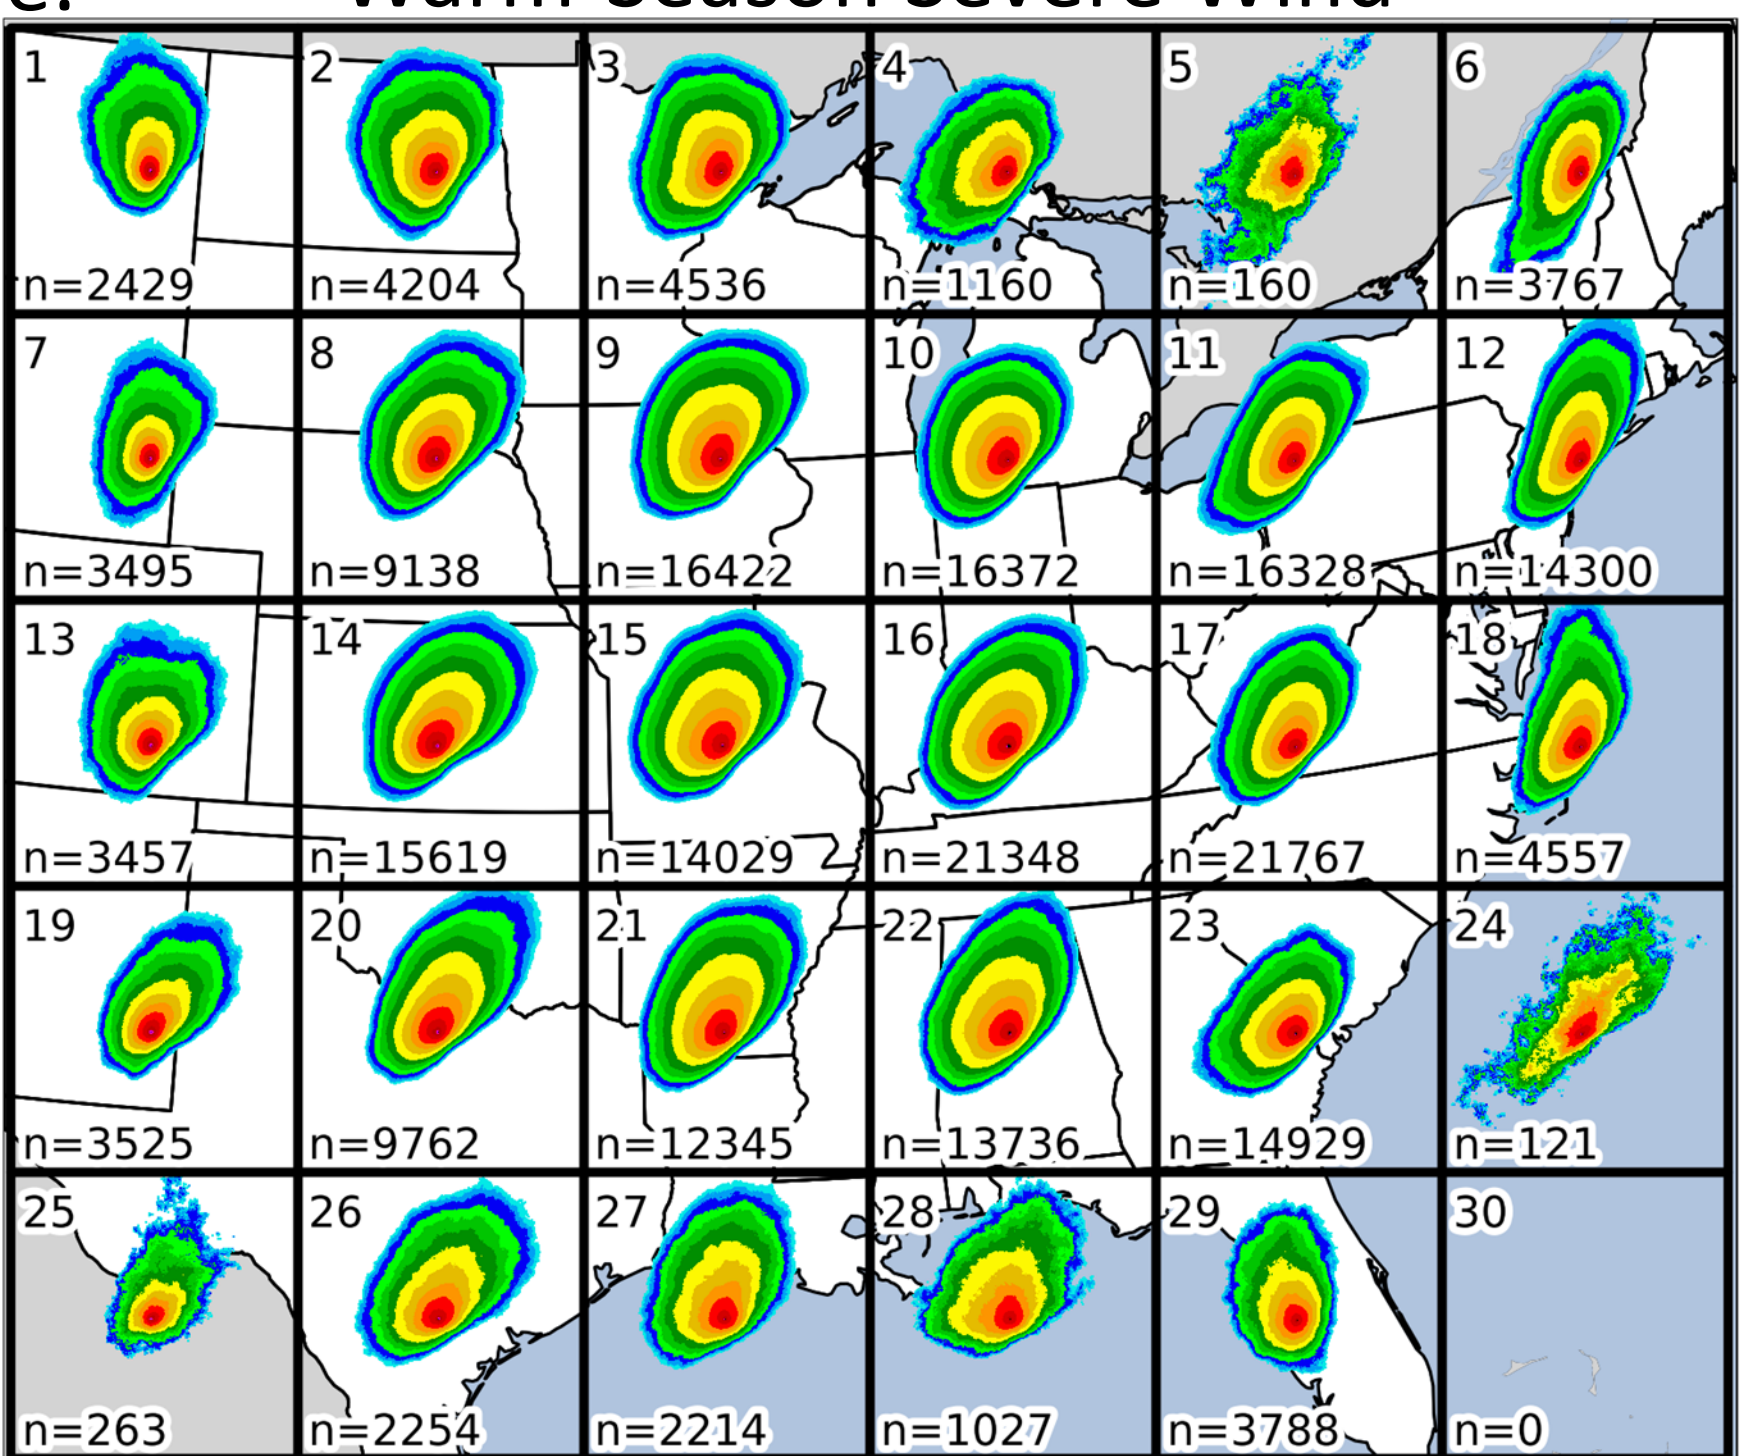 c. Warm Season Severe Wind
1 2 3 4 5 6
n=2429 n=4204 n=4536 n=1160 n=160 n=3767
7 8 9 10 11 12
n=3495 n=9138 n=16422 n=16372 n=16328 n=14300
13 14 15 16 17 18
n=3457 n=15619 n=14029 n=21348 n=21767 n=4557
19 20 21 22 23 24
n=3525 n=9762 n=12345 n=13736 n=14929 n=121
25 26 27 28 29 30
n=263 n=2254 n=2214 n=1027 n=3788 n=0